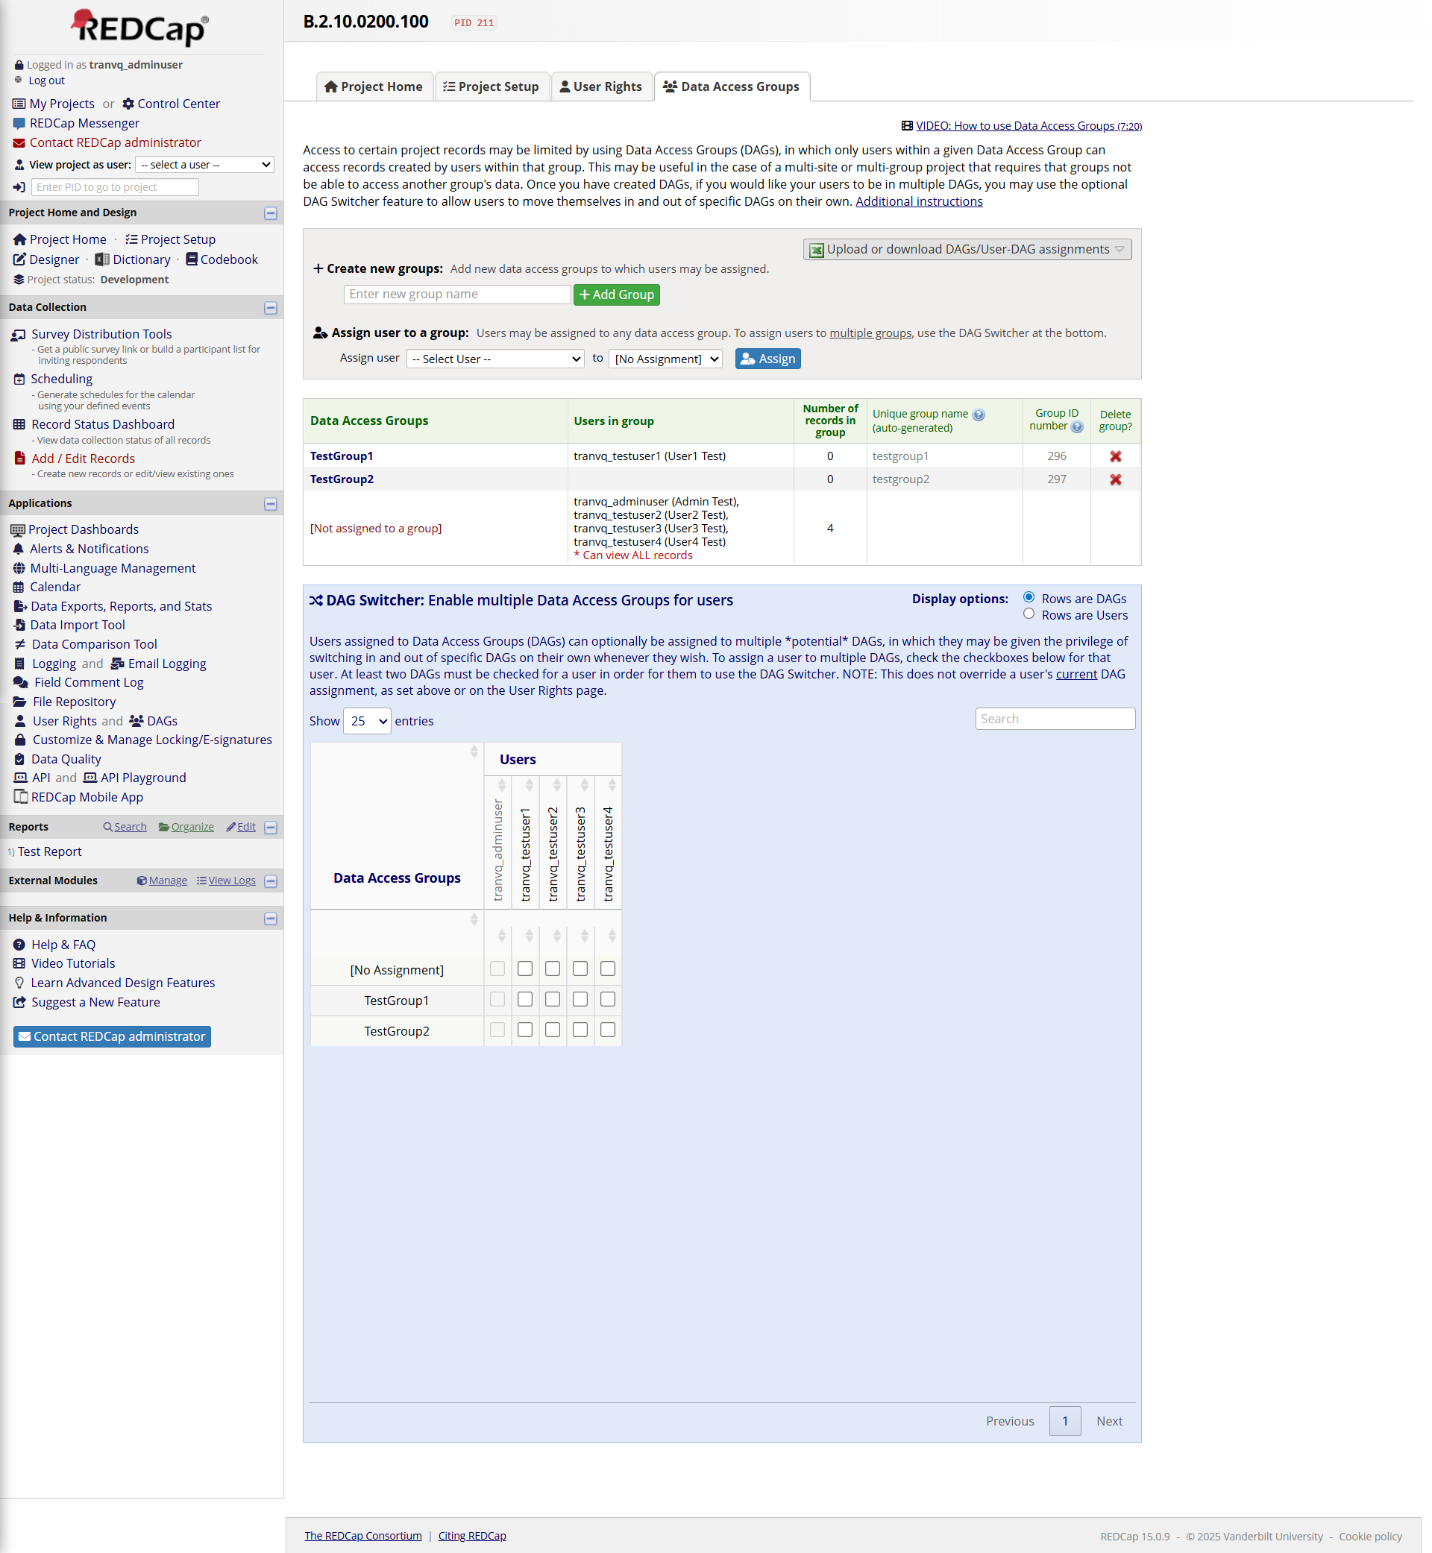 REDCap®
Logged in as tranvq_adminuser
Log out
My Projects or Control Center
REDCap Messenger
Contact REDCap administrator
View project as user: -- select a user --
Enter PID to go to project
Project Home and Design
Project Home · Project Setup
Designer · Dictionary · Codebook
Project status: Development
Data Collection
Survey Distribution Tools
- Get a public survey link or build a participant list for
inviting respondents
Scheduling
- Generate schedules for the calendar
using your defined events
Record Status Dashboard
- View data collection status of all records
Add / Edit Records
- Create new records or edit/view existing ones
Applications
Project Dashboards
Alerts & Notifications
Multi-Language Management
Calendar
Data Exports, Reports, and Stats
Data Import Tool
Data Comparison Tool
Logging and Email Logging
Field Comment Log
File Repository
User Rights and DAGs
Customize & Manage Locking/E-signatures
Data Quality
API and API Playground
REDCap Mobile App
Reports Search Organize Edit
1) Test Report
External Modules Manage View Logs
Help & Information
Help & FAQ
Video Tutorials
Learn Advanced Design Features
Suggest a New Feature
Contact REDCap administrator
B.2.10.0200.100 PID 211
Project Home Project Setup User Rights Data Access Groups
VIDEO: How to use Data Access Groups (7:20)
Access to certain project records may be limited by using Data Access Groups (DAGs), in which only users within a given Data Access Group can
access records created by users within that group. This may be useful in the case of a multi-site or multi-group project that requires that groups not
be able to access another group's data. Once you have created DAGs, if you would like your users to be in multiple DAGs, you may use the optional
DAG Switcher feature to allow users to move themselves in and out of specific DAGs on their own. Additional instructions
Upload or download DAGs/User-DAG assignments
+ Create new groups: Add new data access groups to which users may be assigned.
Enter new group name + Add Group
Assign user to a group: Users may be assigned to any data access group. To assign users to multiple groups, use the DAG Switcher at the bottom.
Assign user -- Select User -- to [No Assignment] Assign
Data Access Groups Users in group Number of records in group Unique group name (auto-generated) Group ID number Delete group?
TestGroup1 tranvq_testuser1 (User1 Test) 0 testgroup1 296
TestGroup2 0 testgroup2 297
[Not assigned to a group] tranvq_adminuser (Admin Test),
tranvq_testuser2 (User2 Test),
tranvq_testuser3 (User3 Test), 4
tranvq_testuser4 (User4 Test)
* Can view ALL records
DAG Switcher: Enable multiple Data Access Groups for users
Display options: Rows are DAGs
Rows are Users
Users assigned to Data Access Groups (DAGs) can optionally be assigned to multiple *potential* DAGs, in which they may be given the privilege of
switching in and out of specific DAGs on their own whenever they wish. To assign a user to multiple DAGs, check the checkboxes below for that
user. At least two DAGs must be checked for a user in order for them to use the DAG Switcher. NOTE: This does not override a user's current DAG
assignment, as set above or on the User Rights page.
Show 25 entries Search
Users
Data Access Groups tranvq_adminuser tranvq_testuser1 tranvq_testuser2 tranvq_testuser3 tranvq_testuser4
[No Assignment]
TestGroup1
TestGroup2
Previous 1 Next
The REDCap Consortium | Citing REDCap
REDCap 15.0.9 - © 2025 Vanderbilt University - Cookie policy